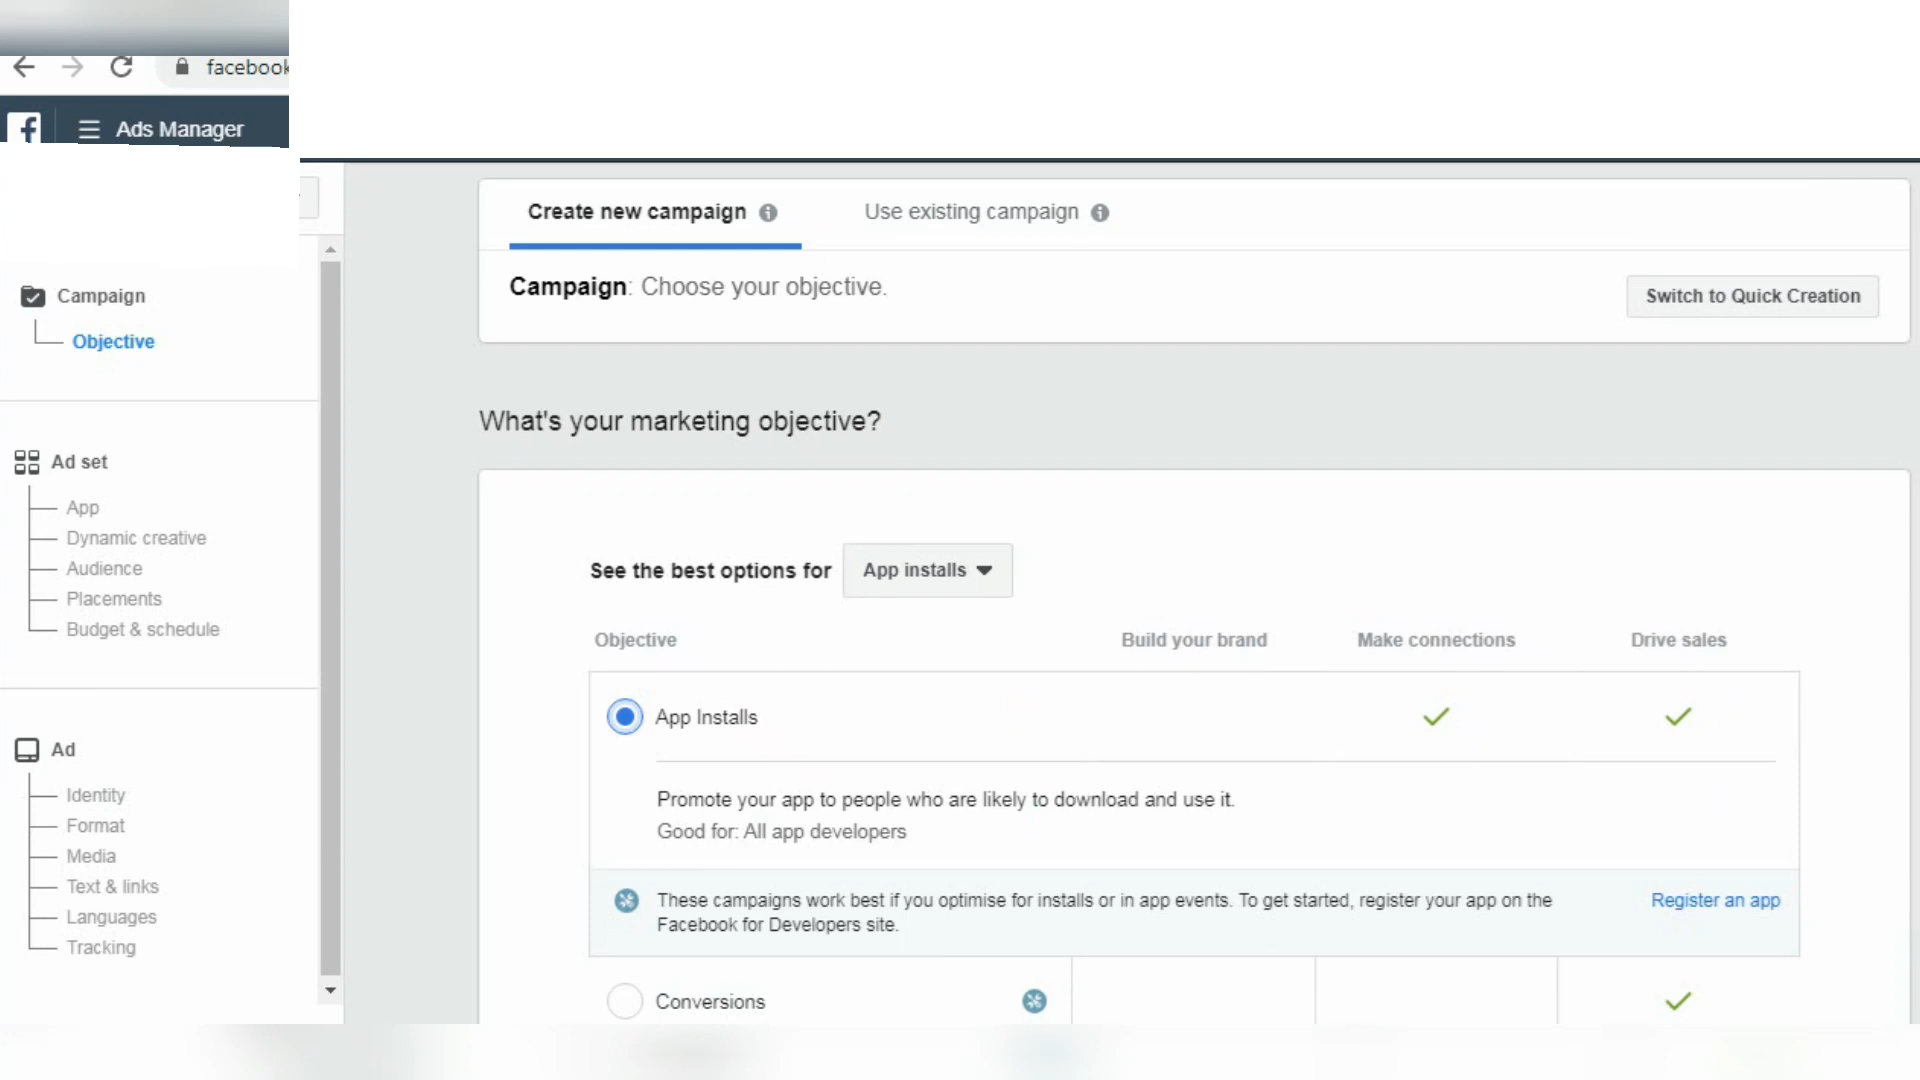 facebook
Ads Manager
Create new campaign
Use existing campaign
Campaign: Choose your objective.
Switch to Quick Creation
Campaign
Objective
What's your marketing objective?
Ad set
App
Dynamic creative
Audience
Placements
Budget & schedule
See the best options for App installs
Objective Build your brand Make connections Drive sales
App Installs
Promote your app to people who are likely to download and use it.
Good for: All app developers
Ad
Identity
Format
Media
Text & links
Languages
Tracking
These campaigns work best if you optimise for installs or in app events. To get started, register your app on the
Facebook for Developers site.
Register an app
Conversions